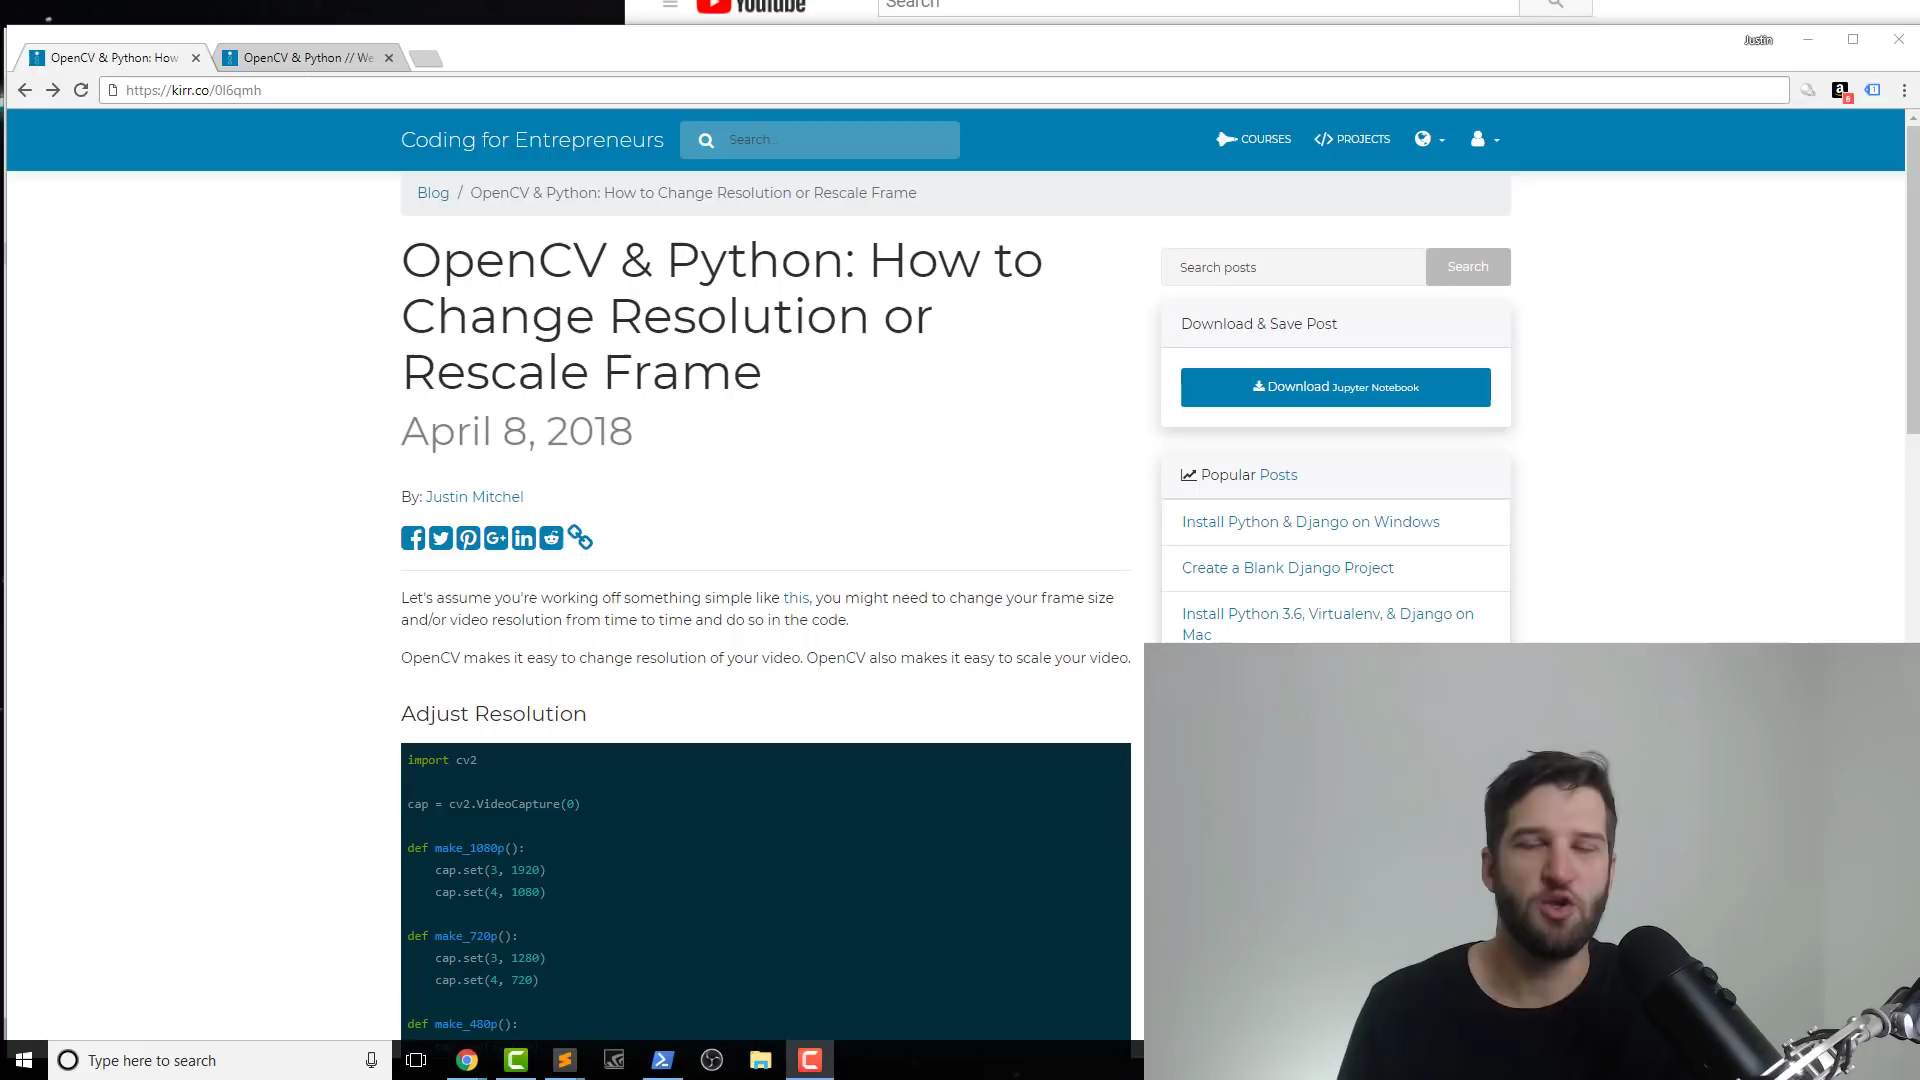 YouTube
Search
OpenCV & Python: How
OpenCV & Python // We
Justin
https://kirr.co/0l6qmh
Coding for Entrepreneurs
Search...
COURSES
PROJECTS
Blog / OpenCV & Python: How to Change Resolution or Rescale Frame
OpenCV & Python: How to
Change Resolution or
Rescale Frame
April 8, 2018
By: Justin Mitchel
Let's assume you're working off something simple like this, you might need to change your frame size
and/or video resolution from time to time and do so in the code.
OpenCV makes it easy to change resolution of your video. OpenCV also makes it easy to scale your video.
Adjust Resolution
import cv2
cap = cv2.VideoCapture(0)
def make_1080p():
cap.set(3, 1920)
cap.set(4, 1080)
def make_720p():
cap.set(3, 1280)
cap.set(4, 720)
def make_480p():
Search posts
Search
Download & Save Post
Download Jupyter Notebook
Popular Posts
Install Python & Django on Windows
Create a Blank Django Project
Install Python 3.6, Virtualenv, & Django on
Mac
Type here to search